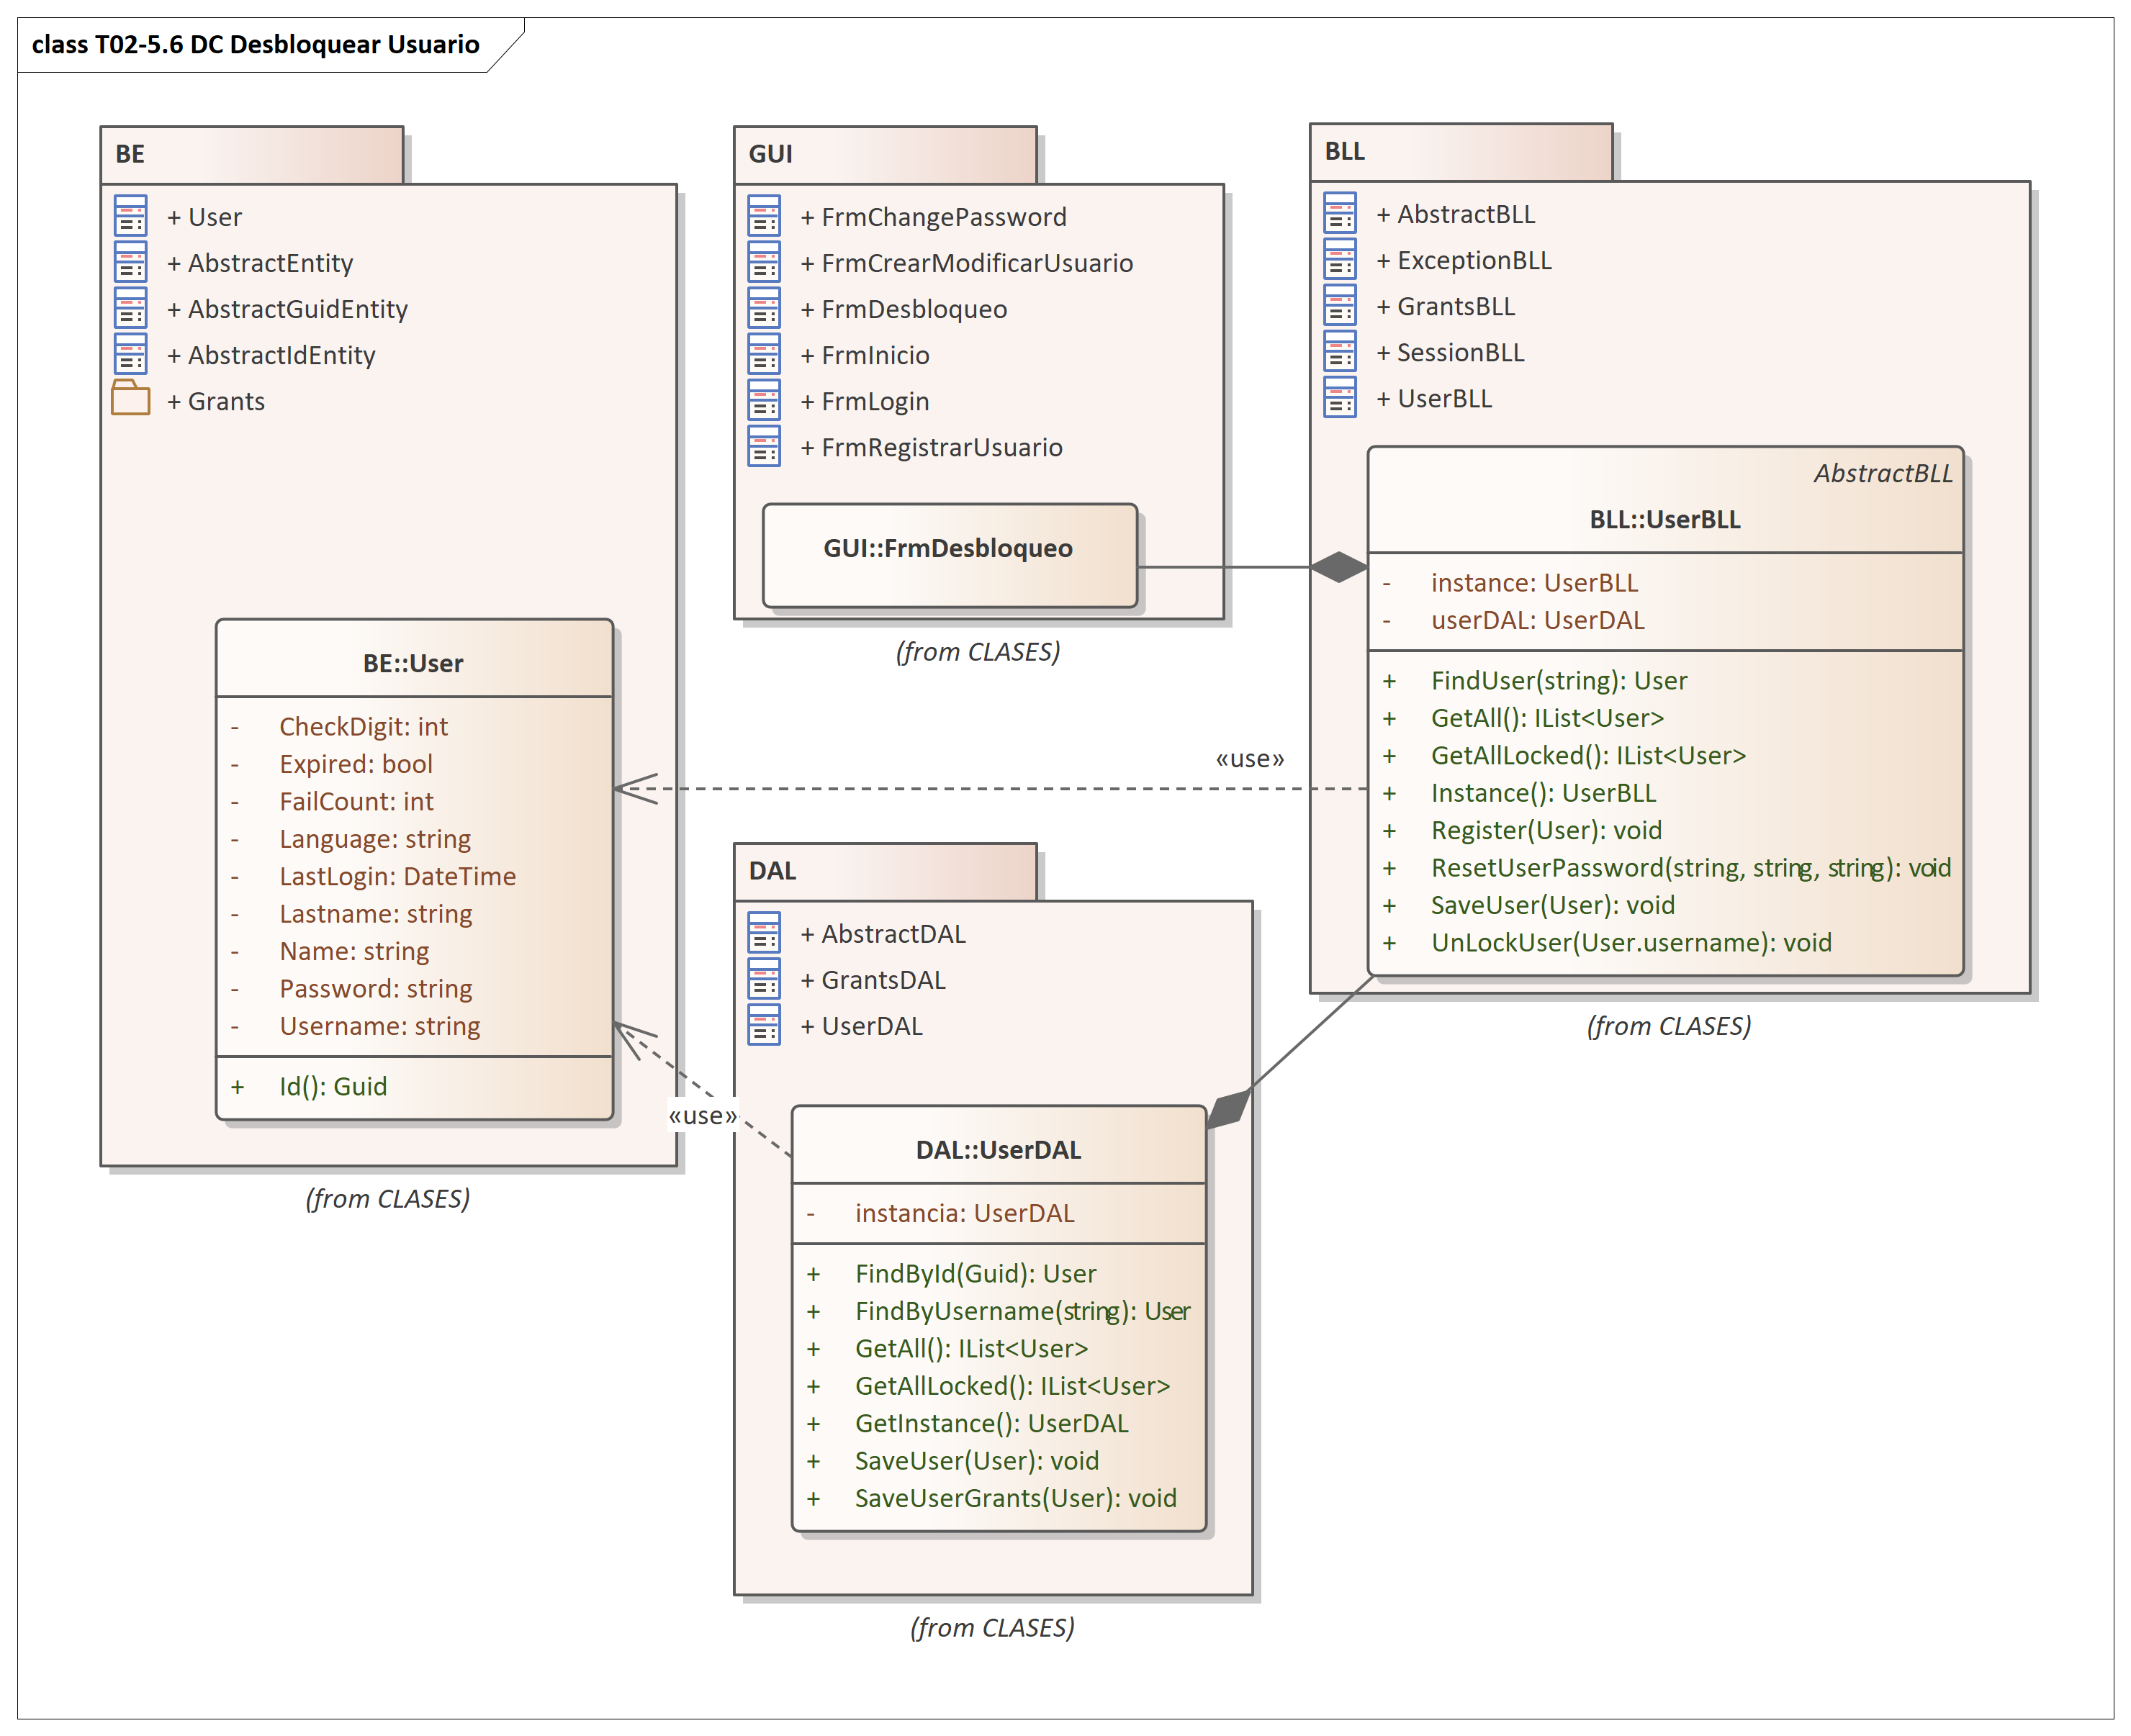 class T02-5.6 DC Desbloquear Usuario
BE
+ User
+ AbstractEntity
+ AbstractGuidEntity
+ AbstractIdEntity
+ Grants
BE::User
- CheckDigit: int
- Expired: bool
- FailCount: int
- Language: string
- LastLogin: DateTime
- Lastname: string
- Name: string
- Password: string
- Username: string
+ Id(): Guid
(from CLASES)
GUI
+ FrmChangePassword
+ FrmCrearModificarUsuario
+ FrmDesbloqueo
+ FrmInicio
+ FrmLogin
+ FrmRegistrarUsuario
GUI::FrmDesbloqueo
(from CLASES)
BLL
+ AbstractBLL
+ ExceptionBLL
+ GrantsBLL
+ SessionBLL
+ UserBLL
AbstractBLL
BLL::UserBLL
- instance: UserBLL
- userDAL: UserDAL
+ FindUser(string): User
+ GetAll(): IList<User>
+ GetAllLocked(): IList<User>
+ Instance(): UserBLL
+ Register(User): void
+ ResetUserPassword(string, string, string): void
+ SaveUser(User): void
+ UnLockUser(User.username): void
(from CLASES)
«use»
«use»
DAL
+ AbstractDAL
+ GrantsDAL
+ UserDAL
DAL::UserDAL
- instancia: UserDAL
+ FindById(Guid): User
+ FindByUsername(string): User
+ GetAll(): IList<User>
+ GetAllLocked(): IList<User>
+ GetInstance(): UserDAL
+ SaveUser(User): void
+ SaveUserGrants(User): void
(from CLASES)